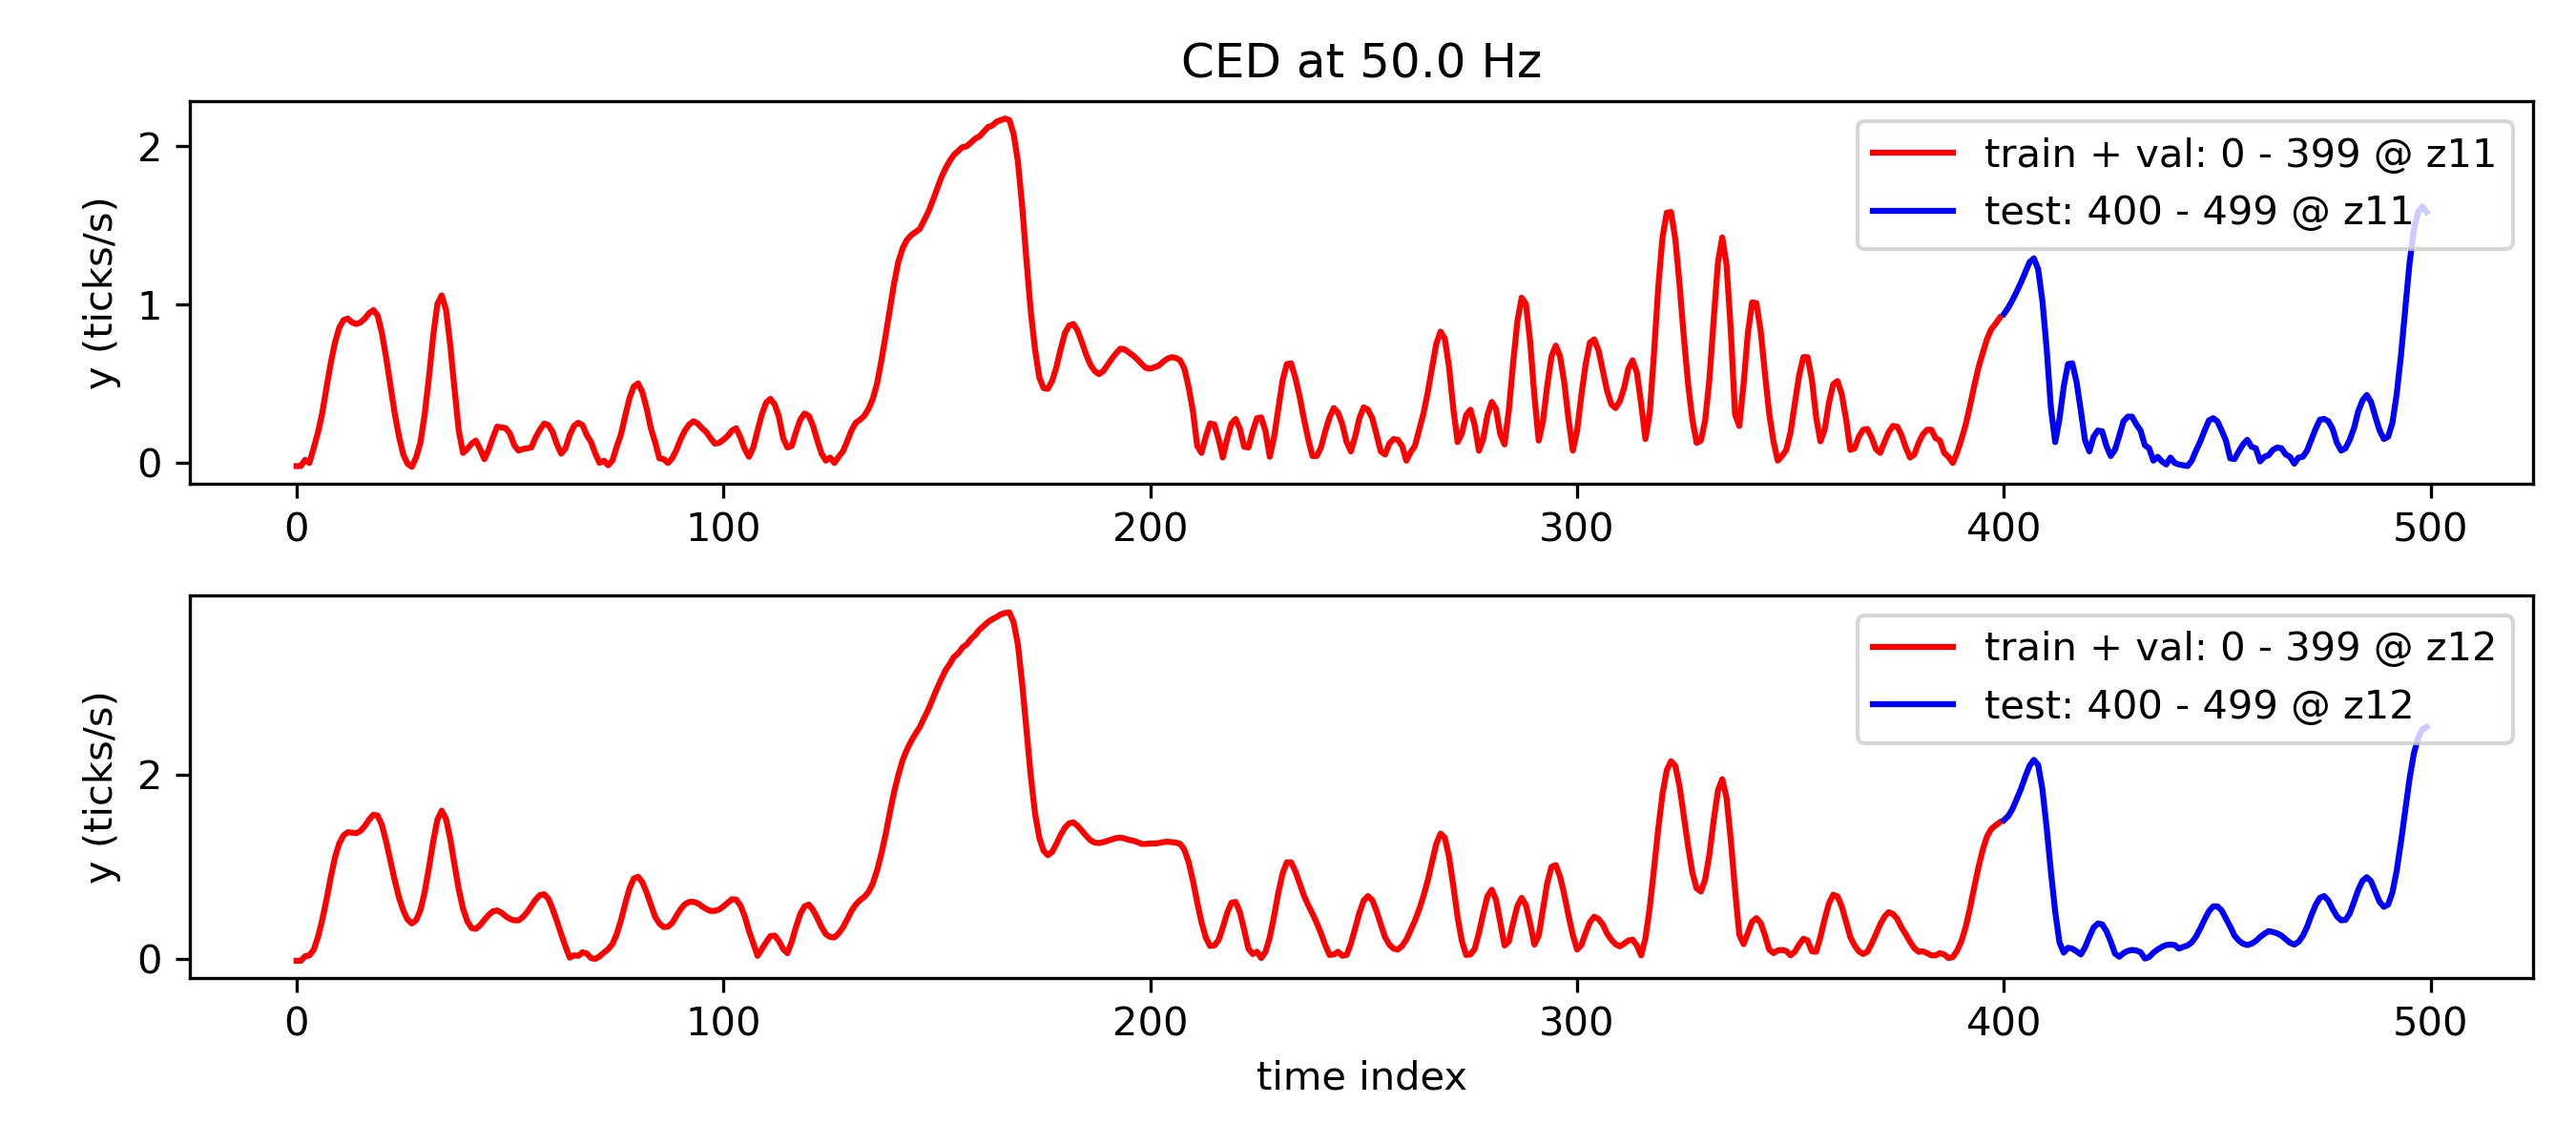 CED at 50.0 Hz
y (ticks/s)
2
1
0
train + val: 0 - 399 @ z11
test: 400 - 499 @ z11
0 100 200 300 400 500
y (ticks/s)
2
0
train + val: 0 - 399 @ z12
test: 400 - 499 @ z12
0 100 200 300 400 500
time index